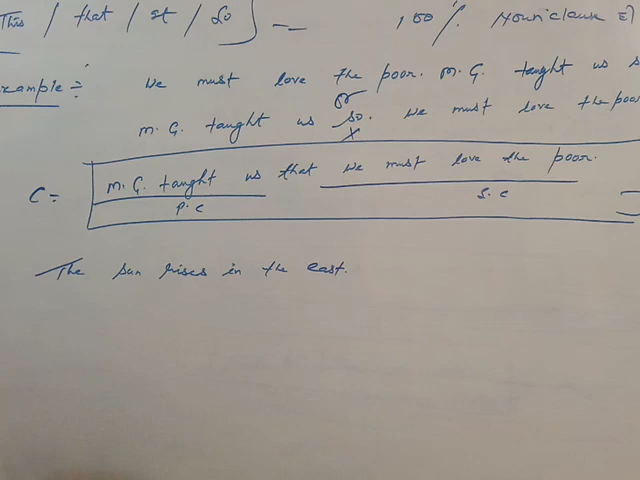 This / that / it / So } — 100 %. Noun clause
Example :- We must love the poor. M. G. taught us s
or
M. G. taught us so. We must love the poor
X
C = M. G. taught us that we must love the poor.
P. C S. C
The sun rises in the east.